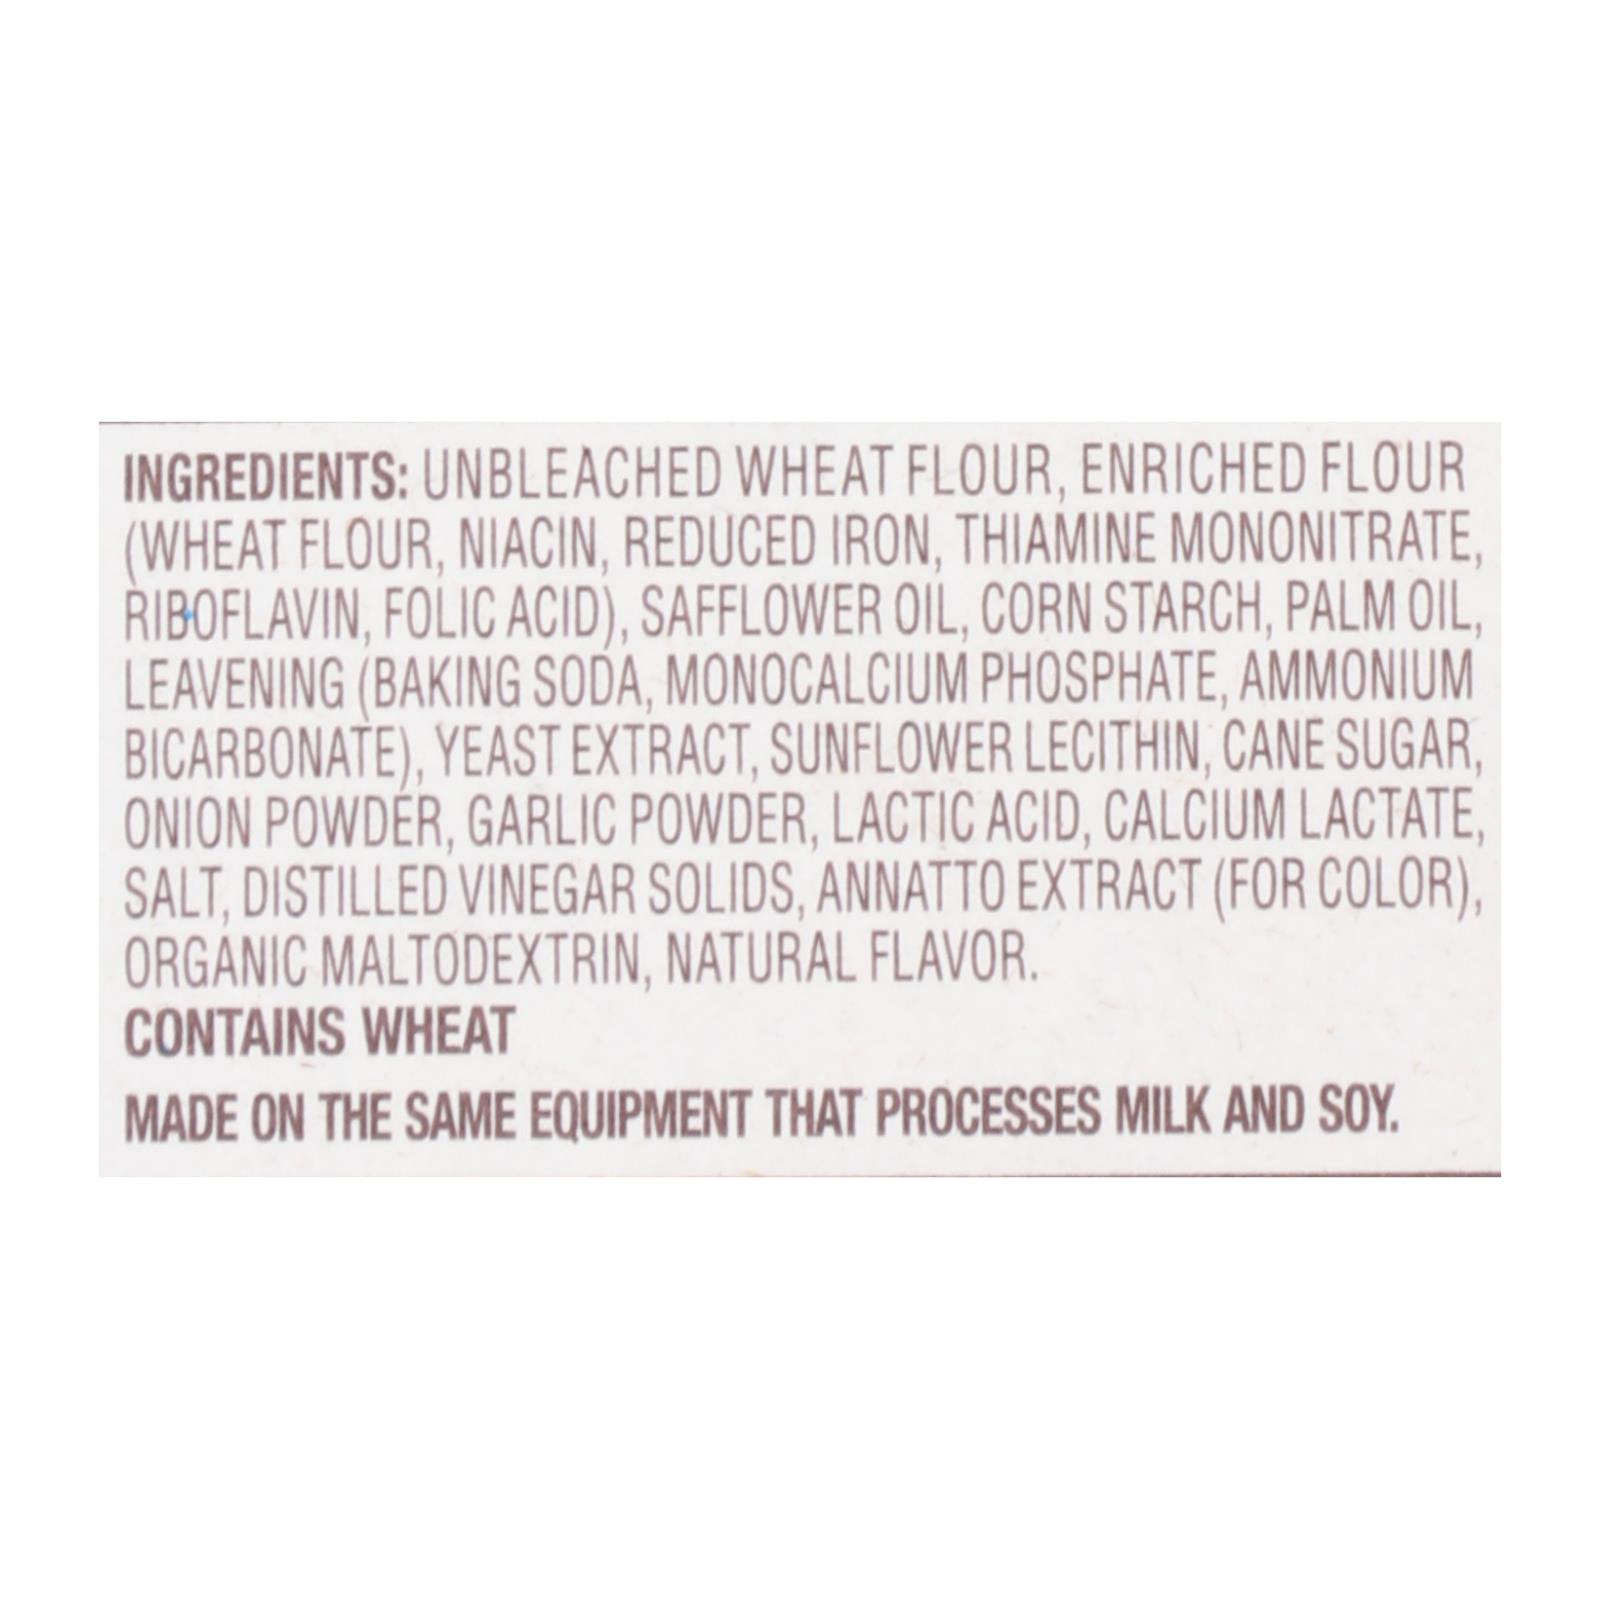 INGREDIENTS: UNBLEACHED WHEAT FLOUR, ENRICHED FLOUR
(WHEAT FLOUR, NIACIN, REDUCED IRON, THIAMINE MONONITRATE,
RIBOFLAVIN, FOLIC ACID), SAFFLOWER OIL, CORN STARCH, PALM OIL,
LEAVENING (BAKING SODA, MONOCALCIUM PHOSPHATE, AMMONIUM
BICARBONATE), YEAST EXTRACT, SUNFLOWER LECITHIN, CANE SUGAR,
ONION POWDER, GARLIC POWDER, LACTIC ACID, CALCIUM LACTATE,
SALT, DISTILLED VINEGAR SOLIDS, ANNATTO EXTRACT (FOR COLOR),
ORGANIC MALTODEXTRIN, NATURAL FLAVOR.
CONTAINS WHEAT
MADE ON THE SAME EQUIPMENT THAT PROCESSES MILK AND SOY.